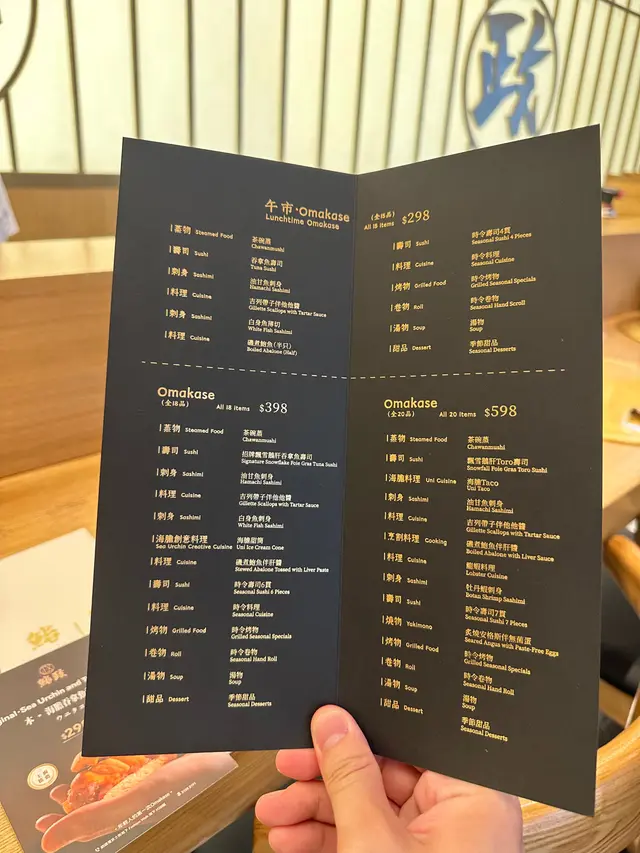 午市·Omakase
Lunchtime Omakase
(全15品)
All 15 items $298
蒸物 Steamed Food 茶碗蒸
Chawanmushi
壽司 Sushi 吞拿魚壽司
Tuna Sushi
刺身 Sashimi 油甘魚刺身
Hamachi Sashimi
料理 Cuisine 吉列帶子伴他他醬
Gillette Scallops with Tartar Sauce
刺身 Sashimi 白身魚薄切
White Fish Sashimi
料理 Cuisine 磯煮鮑魚(半只)
Boiled Abalone (Half)
壽司 Sushi 時令壽司4貫
Seasonal Sushi 4 Pieces
料理 Cuisine 時令料理
Seasonal Cuisine
烤物 Grilled Food 時令烤物
Grilled Seasonal Specials
卷物 Roll 時令卷物
Seasonal Hand Scroll
湯物 Soup 湯物
Soup
甜品 Dessert 季節甜品
Seasonal Desserts
Omakase
(全18品) All 18 items $398
蒸物 Steamed Food 茶碗蒸
Chawanmushi
壽司 Sushi 招牌飄雪鵝肝吞拿魚壽司
Signature Snowflake Foie Gras Tuna Sushi
刺身 Sashimi 油甘魚刺身
Hamachi Sashimi
料理 Cuisine 吉列帶子伴他他醬
Gillette Scallops with Tartar Sauce
刺身 Sashimi 白身魚刺身
White Fish Sashimi
海膽創意料理 海膽甜筒
Sea Urchin Creative Cuisine Uni Ice Cream Cone
料理 Cuisine 磯煮鮑魚伴肝醬
Stewed Abalone Tossed with Liver Paste
壽司 Sushi 時令壽司6貫
Seasonal Sushi 6 Pieces
料理 Cuisine 時令料理
Seasonal Cuisine
烤物 Grilled Food 時令烤物
Grilled Seasonal Specials
卷物 Roll 時令卷物
Seasonal Hand Roll
湯物 Soup 湯物
Soup
甜品 Dessert 季節甜品
Seasonal Desserts
Omakase
(全20品) All 20 items $598
蒸物 Steamed Food 茶碗蒸
Chawanmushi
壽司 Sushi 飄雪鵝肝Toro壽司
Snowfall Foie Gras Toro Sushi
海膽料理 Uni Cuisine 海膽Taco
Uni Taco
刺身 Sashimi 油甘魚刺身
Hamachi Sashimi
料理 Cuisine 吉列帶子伴他他醬
Gillette Scallops with Tartar Sauce
烹割料理 Cooking 磯煮鮑魚伴肝醬
Boiled Abalone with Liver Sauce
料理 Cuisine 龍蝦料理
Lobster Cuisine
刺身 Sashimi 牡丹蝦刺身
Botan Shrimp Sashimi
壽司 Sushi 時令壽司7貫
Seasonal Sushi 7 Pieces
燒物 Yakimono 炙燒安格斯伴無菌蛋
Seared Angus with Paste-Free Eggs
烤物 Grilled Food 時令烤物
Grilled Seasonal Specials
卷物 Roll 時令卷物
Seasonal Hand Roll
湯物 Soup 湯物
Soup
甜品 Dessert 季節甜品
Seasonal Desserts
Sea Urchin and
$29